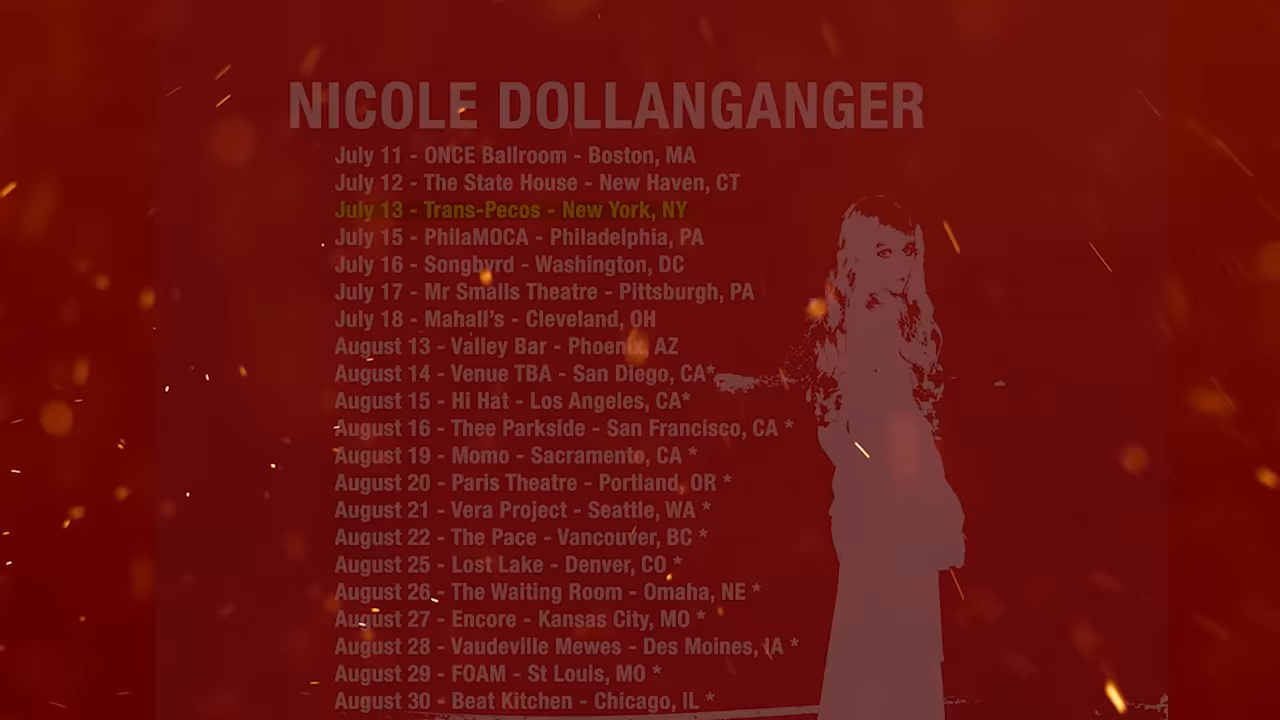 NICOLE DOLLANGANGER
July 11 - ONCE Ballroom - Boston, MA
July 12 - The State House - New Haven, CT
July 13 - Trans-Pecos - New York, NY
July 15 - PhilaMOCA - Philadelphia, PA
July 16 - Songbyrd - Washington, DC
July 17 - Mr Smalls Theatre - Pittsburgh, PA
July 18 - Mahall's - Cleveland, OH
August 13 - Valley Bar - Phoenix, AZ
August 14 - Venue TBA - San Diego, CA*
August 15 - Hi Hat - Los Angeles, CA*
August 16 - Thee Parkside - San Francisco, CA *
August 19 - Momo - Sacramento, CA *
August 20 - Paris Theatre - Portland, OR *
August 21 - Vera Project - Seattle, WA *
August 22 - The Pace - Vancouver, BC *
August 25 - Lost Lake - Denver, CO *
August 26 - The Waiting Room - Omaha, NE *
August 27 - Encore - Kansas City, MO *
August 28 - Vaudeville Mewes - Des Moines, IA *
August 29 - FOAM - St Louis, MO *
August 30 - Beat Kitchen - Chicago, IL *